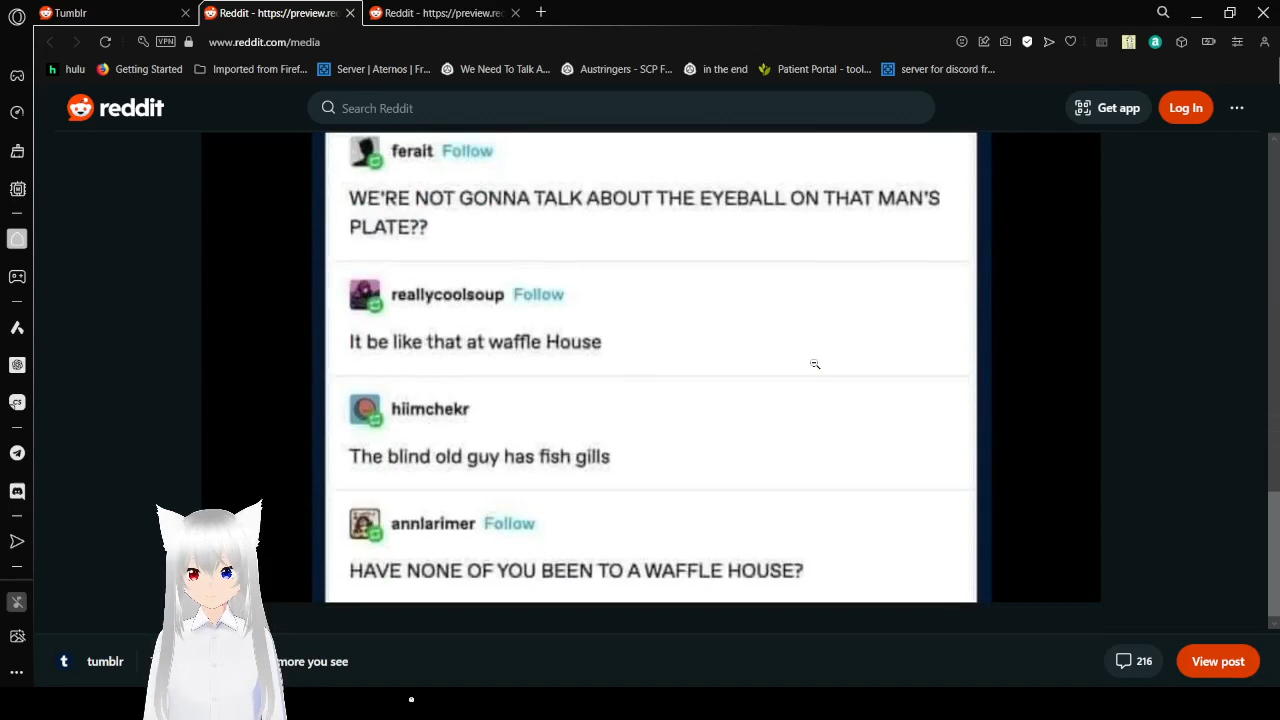 Tumblr
Reddit - https://preview.red
Reddit - https://preview.red
VPN
www.reddit.com/media
hulu
Getting Started
Imported from Firef...
Server | Aternos | Fr...
We Need To Talk A...
Austringers - SCP F...
in the end
Patient Portal - tool...
server for discord fr...
reddit
Search Reddit
Get app
Log In
ferait Follow
WE'RE NOT GONNA TALK ABOUT THE EYEBALL ON THAT MAN'S
PLATE??
reallycoolsoup Follow
It be like that at waffle House
hiimchekr
The blind old guy has fish gills
annlarimer Follow
HAVE NONE OF YOU BEEN TO A WAFFLE HOUSE?
tumblr
more you see
216
View post